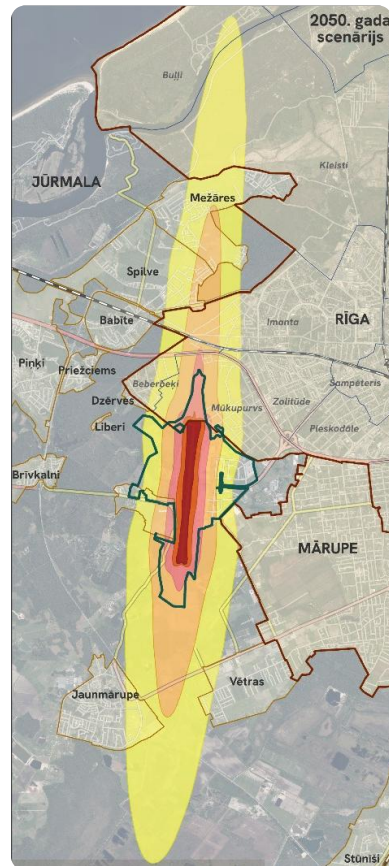 2050. gada
scenārijs
Buļļi
Kleisti
JŪRMALA
Mežāres
Spilve
Babīte
Imanta
RĪGA
Piņķi
Priežciems
Beberbeķi
Šampēteris
Dzērves
Mūkupurvs
Zolitūde
Liberi
Pleskodāle
Brīvkalni
MĀRUPE
Jaunmārupe
Vētras
Stūnīši